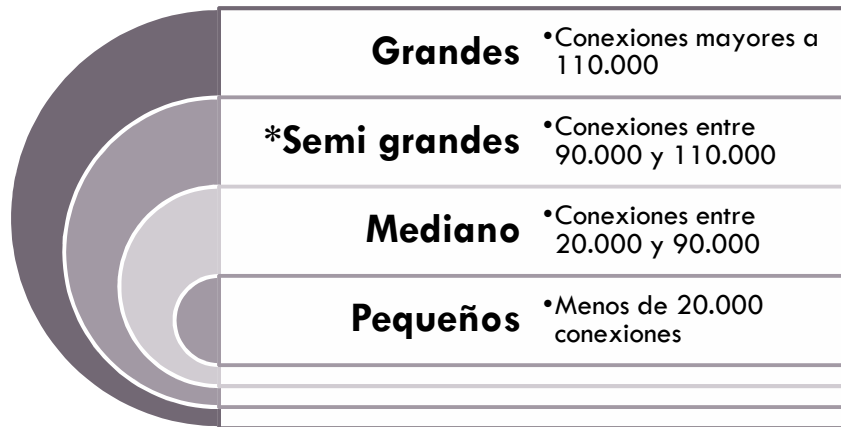 Grandes
•Conexiones mayores a
110.000
*Semi grandes
•Conexiones entre
90.000 y 110.000
Mediano
•Conexiones entre
20.000 y 90.000
Pequeños
•Menos de 20.000
conexiones